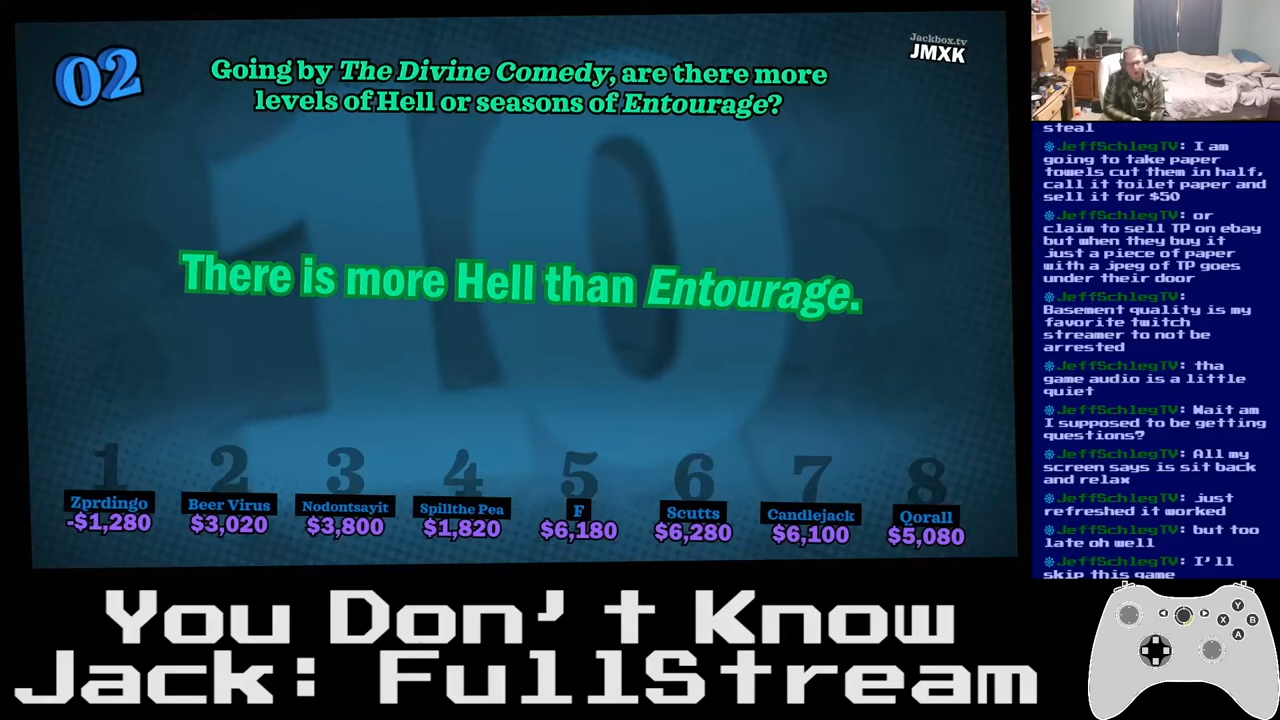 02
Going by The Divine Comedy, are there more
levels of Hell or seasons of Entourage?
Jackbox.tv
JMXK
10
There is more Hell than Entourage.
1 2 3 4 5 6 7 8
Zprdingo Beer Virus Nodontsayit Spillthe Pea F Scutts Candlejack Qorall
-$1,280 $3,020 $3,800 $1,820 $6,180 $6,280 $6,100 $5,080
steal
JeffSchlegTV: I am
going to take paper
towels cut them in half,
call it toilet paper and
sell it for $50
JeffSchlegTV: or
claim to sell TP on ebay
but when they buy it
just a piece of paper
with a jpeg of TP goes
under their door
JeffSchlegTV:
Basement quality is my
favorite twitch
streamer to not be
arrested
JeffSchlegTV: tha
game audio is a little
quiet
JeffSchlegTV: Wait am
I supposed to be getting
questions?
JeffSchlegTV: All my
screen says is sit back
and relax
JeffSchlegTV: just
refreshed it worked
JeffSchlegTV: but too
late oh well
JeffSchlegTV: I'll
skip this game
You Don't Know
Jack: FullStream
Y
X B
A